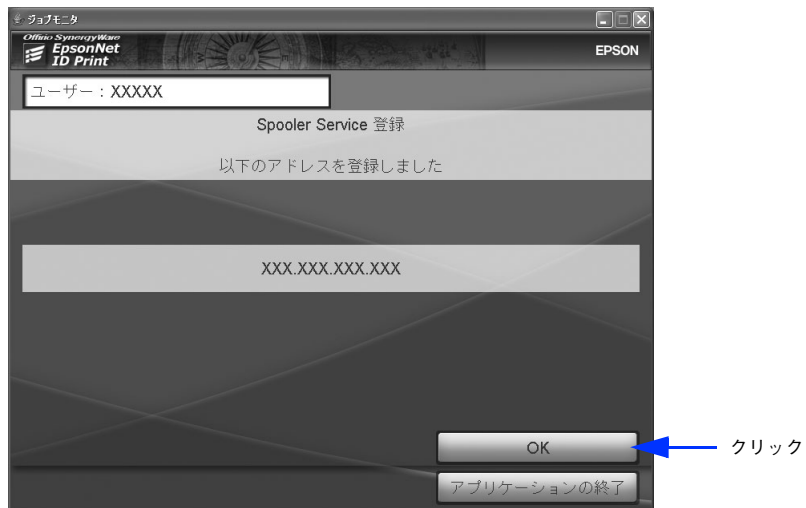 ジョブモニタ
Offirio SynergyWare
EpsonNet
ID Print
EPSON
ユーザー：XXXXX
Spooler Service 登録
以下のアドレスを登録しました
XXX.XXX.XXX.XXX
OK
クリック
アプリケーションの終了